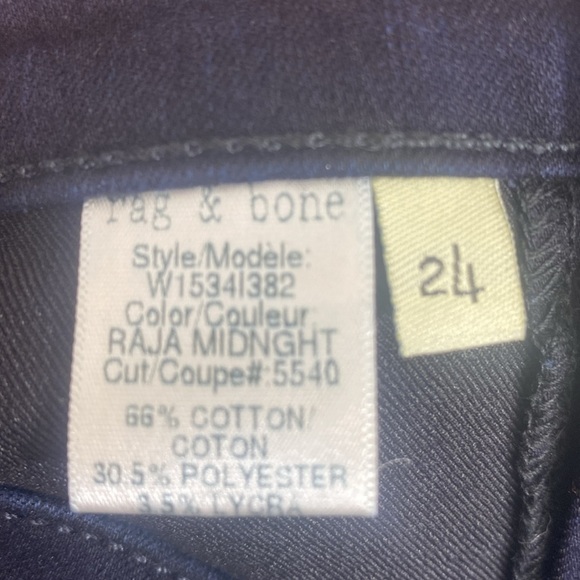 rag & bone
Style/Modèle:
W1534I382
Color/Couleur:
RAJA MIDNGHT
Cut/Coupe#:5540
66% COTTON/
COTON
30.5% POLYESTER
3.5% LYCRA
24